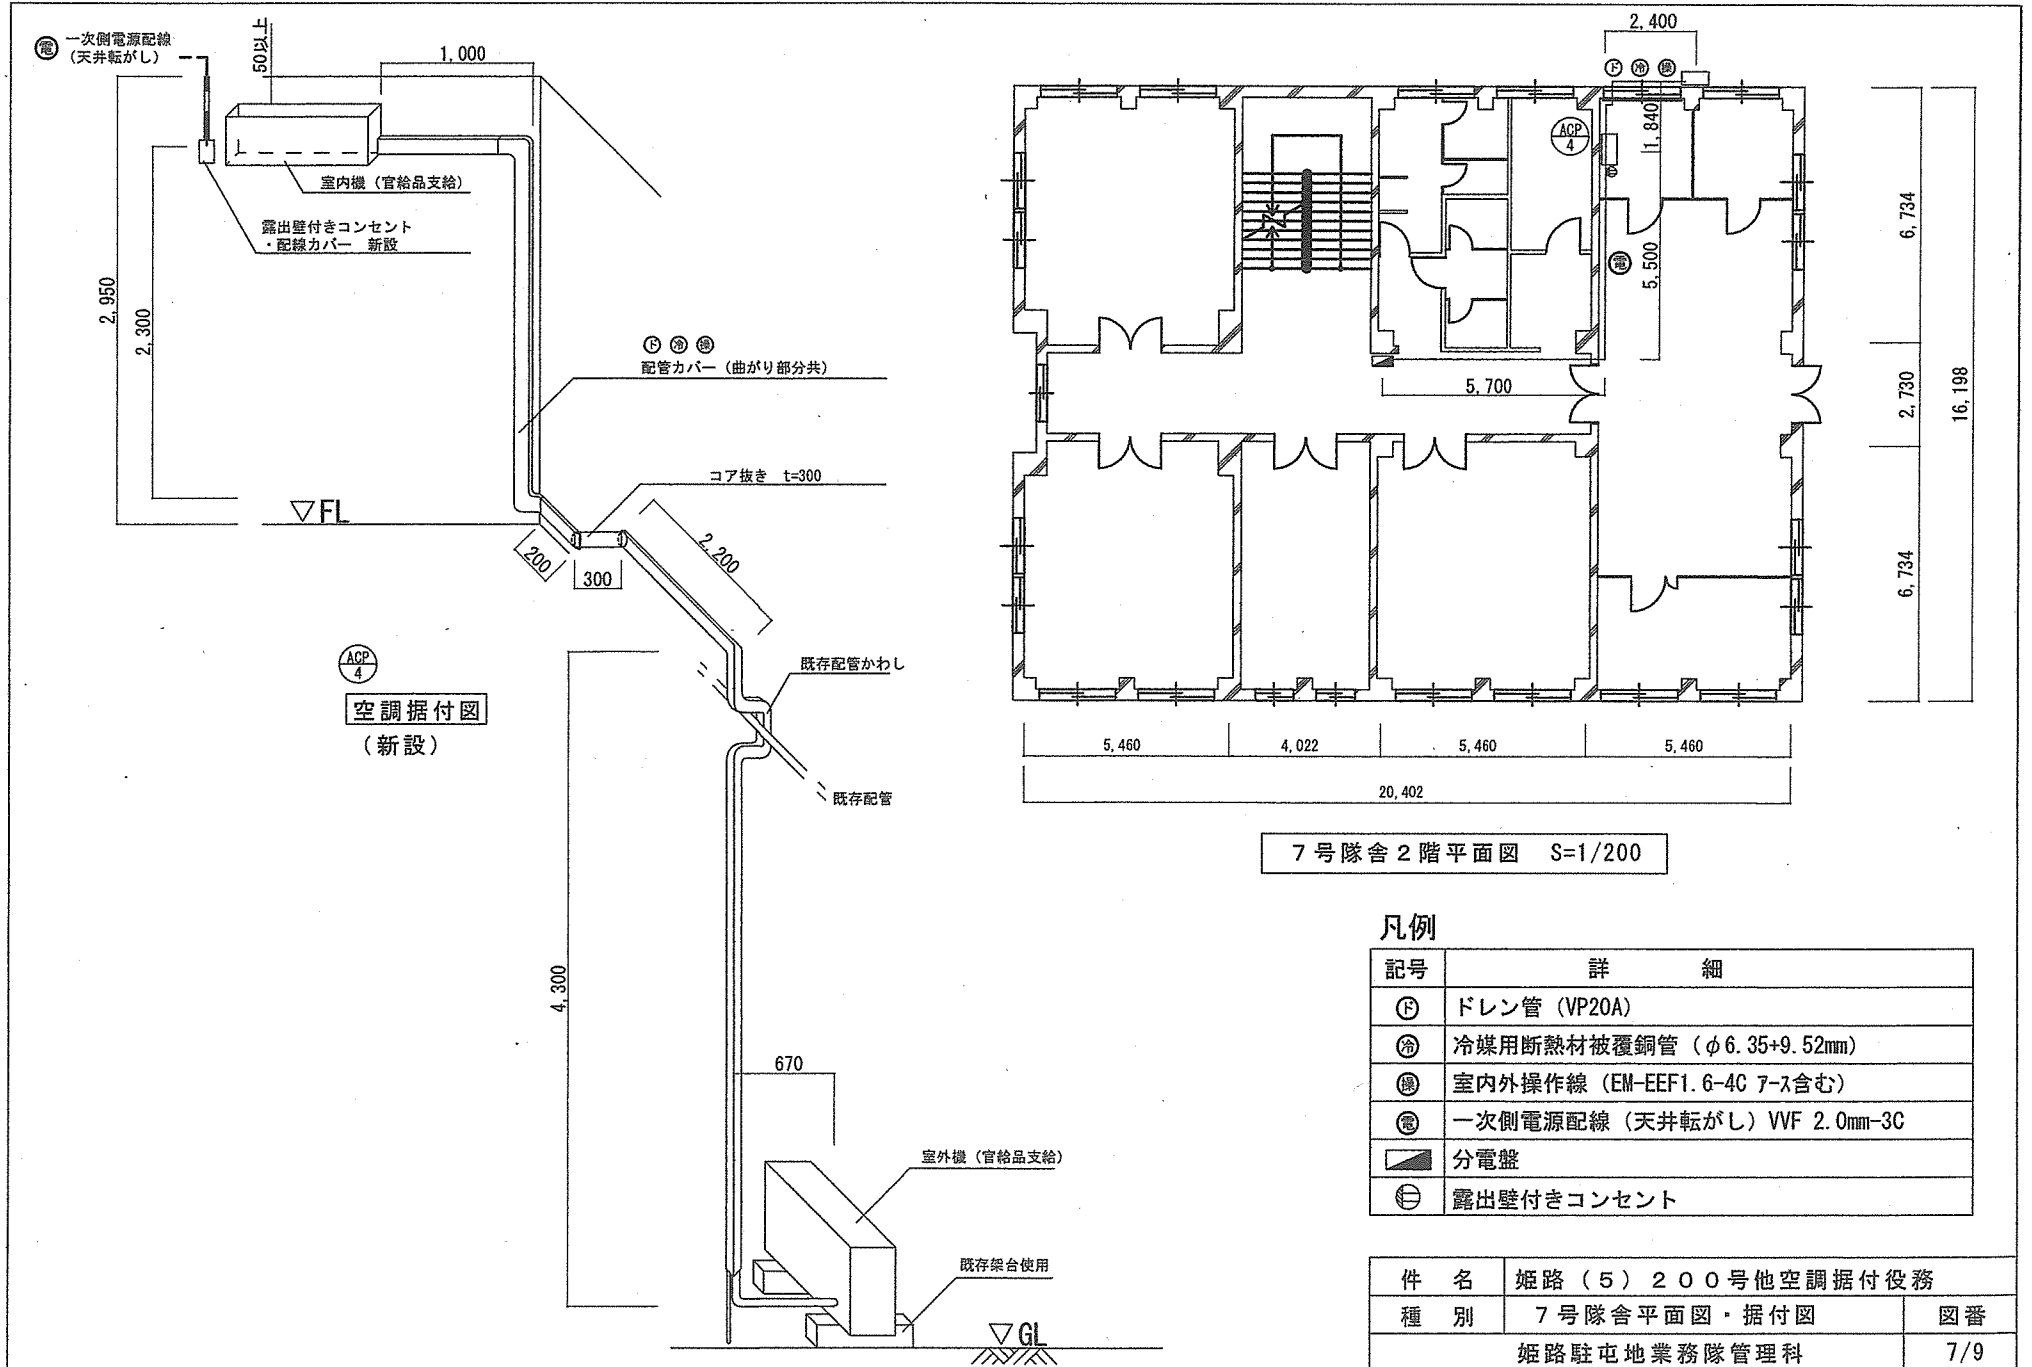 電 一次側電源配線
(天井転がし)
50以上
1,000
室内機(官給品支給)
露出壁付きコンセント
・配線カバー 新設
2,950
2,300
ド 冷 操
配管カバー(曲がり部分共)
コア抜き t=300
▽FL
200
300
2,200
ACP
4
空調据付図
(新設)
既存配管かわし
既存配管
4,300
670
室外機(官給品支給)
既存架台使用
▽GL
2,400
ド 冷 操
ACP
4
1,840
電
5,500
5,700
6,734
2,730
6,734
16,198
5,460
4,022
5,460
5,460
20,402
7号隊舎2階平面図 S=1/200
凡例
記号 詳 細
ド ドレン管(VP20A)
冷 冷媒用断熱材被覆銅管(φ6.35+9.52mm)
操 室内外操作線(EM-EEF1.6-4C アース含む)
電 一次側電源配線(天井転がし)VVF 2.0mm-3C
分電盤
露出壁付きコンセント
件 名 姫路(5)200号他空調据付役務
種 別 7号隊舎平面図・据付図 図番
姫路駐屯地業務隊管理科 7/9